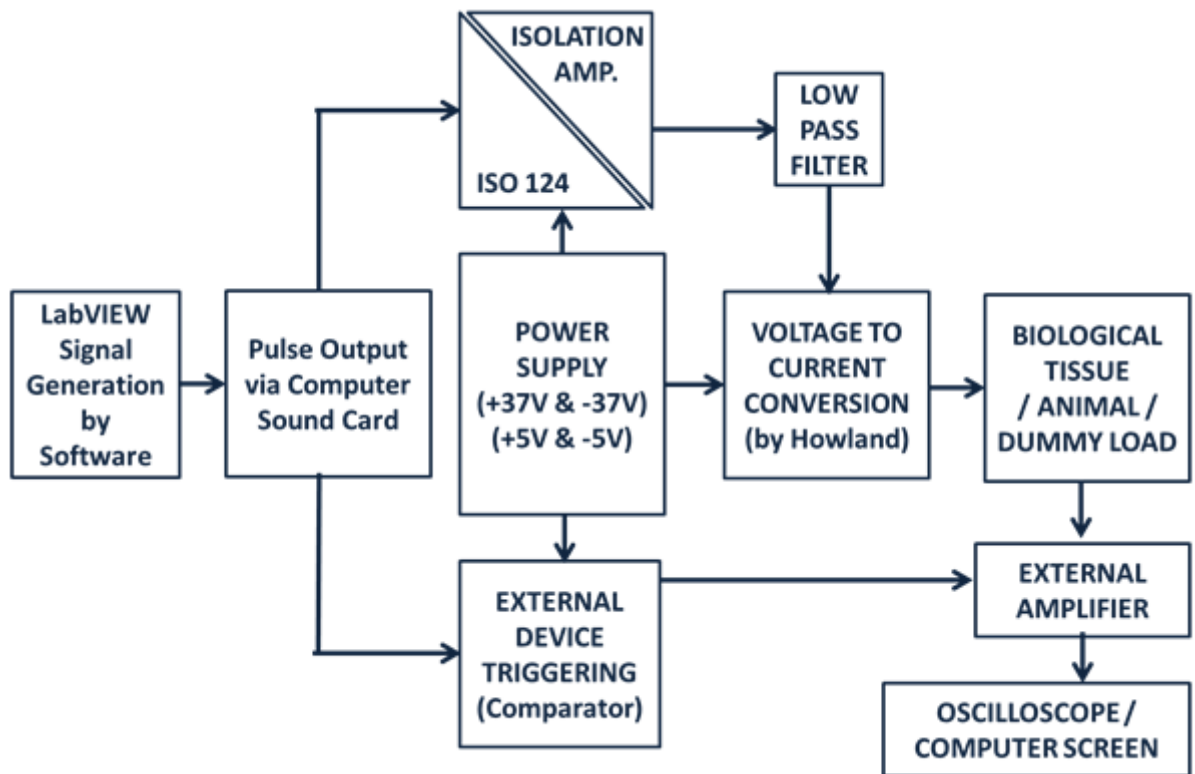 ISOLATION
AMP.
ISO 124
LOW
PASS
FILTER
LabVIEW
Signal
Generation
by
Software
Pulse Output
via Computer
Sound Card
POWER
SUPPLY
(+37V & -37V)
(+5V & -5V)
VOLTAGE TO
CURRENT
CONVERSION
(by Howland)
BIOLOGICAL
TISSUE
/ ANIMAL /
DUMMY LOAD
EXTERNAL
DEVICE
TRIGGERING
(Comparator)
EXTERNAL
AMPLIFIER
OSCILLOSCOPE /
COMPUTER SCREEN